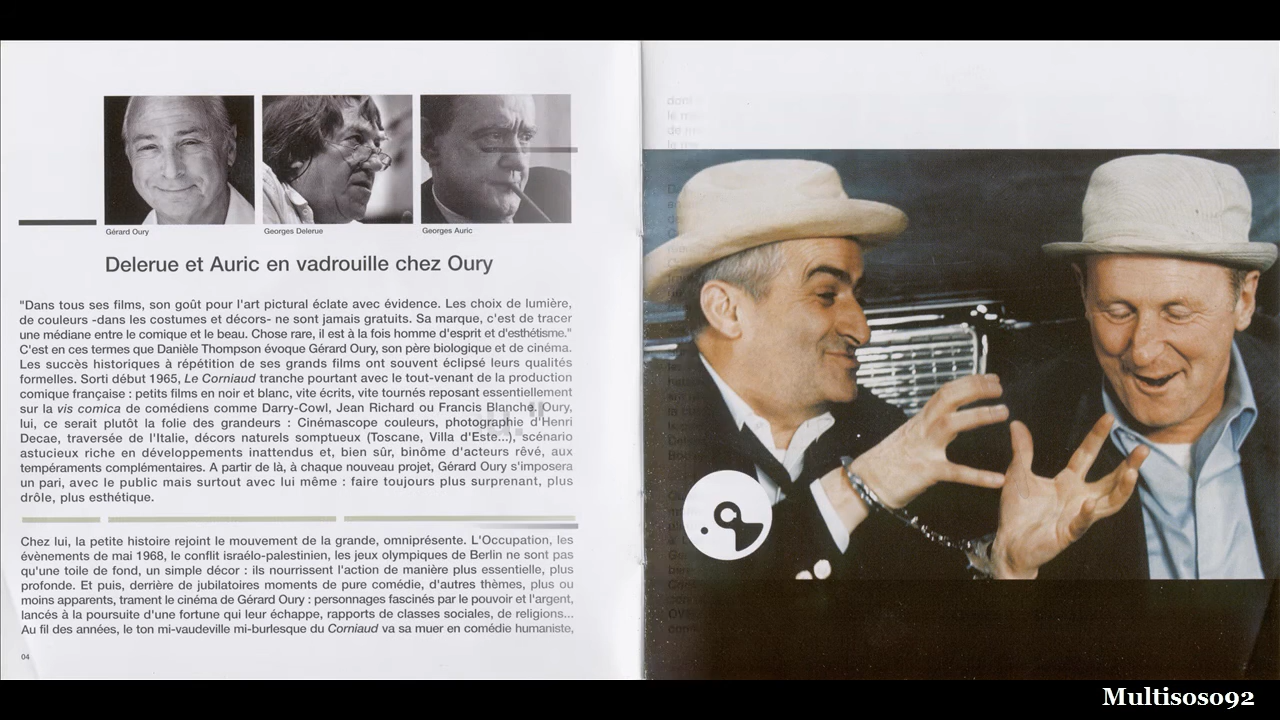 Gérard Oury
Georges Delerue
Georges Auric
Delerue et Auric en vadrouille chez Oury
"Dans tous ses films, son goût pour l'art pictural éclate avec évidence. Les choix de lumière,
de couleurs -dans les costumes et décors- ne sont jamais gratuits. Sa marque, c'est de tracer
une médiane entre le comique et le beau. Chose rare, il est à la fois homme d'esprit et d'esthétisme."
C'est en ces termes que Danièle Thompson évoque Gérard Oury, son père biologique et de cinéma.
Les succès historiques à répétition de ses grands films ont souvent éclipsé leurs qualités
formelles. Sorti début 1965, Le Corniaud tranche pourtant avec le tout-venant de la production
comique française : petits films en noir et blanc, vite écrits, vite tournés reposant essentiellement
sur la vis comica de comédiens comme Darry-Cowl, Jean Richard ou Francis Blanche. Oury,
lui, ce serait plutôt la folie des grandeurs : Cinémascope couleurs, photographie d'Henri
Decae, traversée de l'Italie, décors naturels somptueux (Toscane, Villa d'Este...), scénario
astucieux riche en développements inattendus et, bien sûr, binôme d'acteurs rêvé, aux
tempéraments complémentaires. A partir de là, à chaque nouveau projet, Gérard Oury s'imposera
un pari, avec le public mais surtout avec lui même : faire toujours plus surprenant, plus
drôle, plus esthétique.
Chez lui, la petite histoire rejoint le mouvement de la grande, omniprésente. L'Occupation, les
évènements de mai 1968, le conflit israélo-palestinien, les jeux olympiques de Berlin ne sont pas
qu'une toile de fond, un simple décor : ils nourrissent l'action de manière plus essentielle, plus
profonde. Et puis, derrière de jubilatoires moments de pure comédie, d'autres thèmes, plus ou
moins apparents, trament le cinéma de Gérard Oury : personnages fascinés par le pouvoir et l'argent,
lancés à la poursuite d'une fortune qui leur échappe, rapports de classes sociales, de religions...
Au fil des années, le ton mi-vaudeville mi-burlesque du Corniaud va sa muer en comédie humaniste,
04
Multisoso92